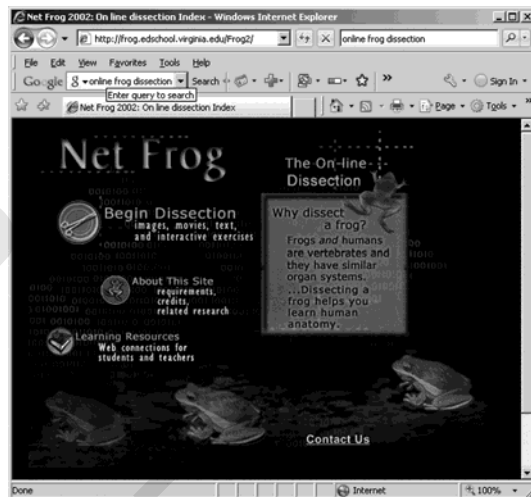 Net Frog 2002: On line dissection Index - Windows Internet Explorer
http://frog.edschool.virginia.edu/Frog2/
online frog dissection
File Edit View Favorites Tools Help
Google online frog dissection Search Sign In
Enter query to search
Net Frog 2002: On line dissection Index
Page Tools
Net Frog
The On-line
Dissection
Begin Dissection
images, movies, text,
and interactive exercises
Why dissect
a frog?
Frogs and humans
are vertebrates and
they have similar
organ systems.
...Dissecting a
frog helps you
learn human
anatomy.
About This Site
requirements,
credits,
related research
Learning Resources
Web connections for
students and teachers
Contact Us
Done Internet 100%